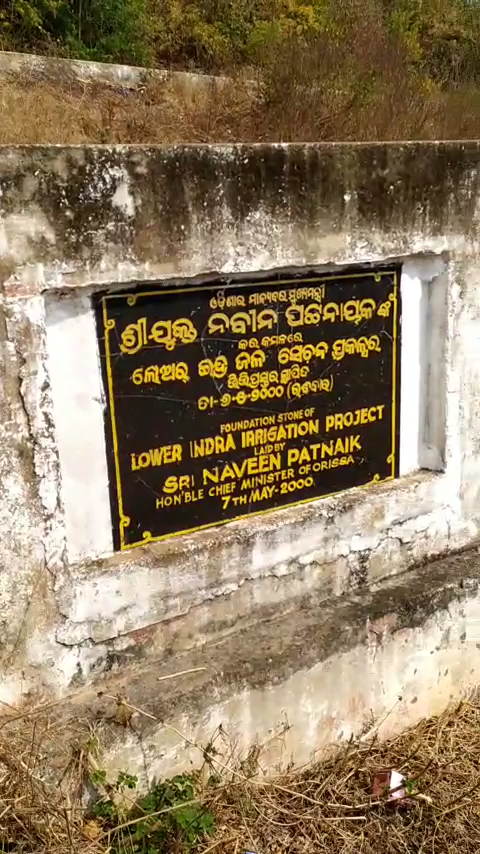 ଓଡ଼ିଶାର ମାନ୍ୟବର ମୁଖ୍ୟମନ୍ତ୍ରୀ
ଶ୍ରୀଯୁକ୍ତ ନବୀନ ପଟ୍ଟନାୟକ ଙ୍କ
କର କମଳରେ
ଲୋଅର୍ ଇନ୍ଦ୍ର ଜଳ ସେଚନ ପ୍ରକଳ୍ପର
ଭିତ୍ତିପ୍ରସ୍ତର ସ୍ଥାପିତ
ତା-୭-୫-୨୦୦୦ (ରବିବାର)
FOUNDATION STONE OF
LOWER INDRA IRRIGATION PROJECT
LAID BY
SRI NAVEEN PATNAIK
HON'BLE CHIEF MINISTER OF ORISSA
7TH MAY-2000.